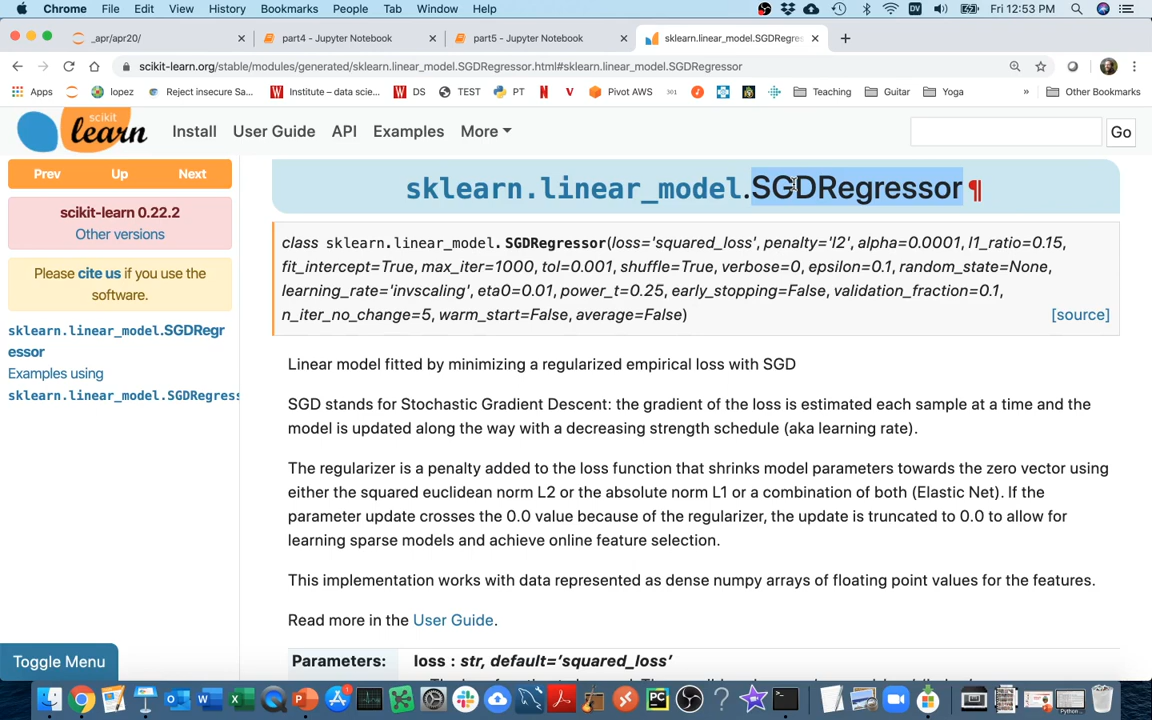 Chrome File Edit View History Bookmarks People Tab Window Help Fri 12:53 PM
_apr/apr20/ part4 - Jupyter Notebook part5 - Jupyter Notebook sklearn.linear_model.SGDRegres
scikit-learn.org/stable/modules/generated/sklearn.linear_model.SGDRegressor.html#sklearn.linear_model.SGDRegressor
Apps lopez Reject insecure Sa... Institute – data scie... DS TEST PT Pivot AWS Teaching Guitar Yoga » Other Bookmarks
scikit
learn
Install User Guide API Examples More Go
Prev Up Next
scikit-learn 0.22.2
Other versions
Please cite us if you use the
software.
sklearn.linear_model.SGDRegr
essor
Examples using
sklearn.linear_model.SGDRegress
Toggle Menu
sklearn.linear_model.SGDRegressor ¶
class sklearn.linear_model.SGDRegressor(loss='squared_loss', penalty='l2', alpha=0.0001, l1_ratio=0.15,
fit_intercept=True, max_iter=1000, tol=0.001, shuffle=True, verbose=0, epsilon=0.1, random_state=None,
learning_rate='invscaling', eta0=0.01, power_t=0.25, early_stopping=False, validation_fraction=0.1,
n_iter_no_change=5, warm_start=False, average=False) [source]
Linear model fitted by minimizing a regularized empirical loss with SGD
SGD stands for Stochastic Gradient Descent: the gradient of the loss is estimated each sample at a time and the
model is updated along the way with a decreasing strength schedule (aka learning rate).
The regularizer is a penalty added to the loss function that shrinks model parameters towards the zero vector using
either the squared euclidean norm L2 or the absolute norm L1 or a combination of both (Elastic Net). If the
parameter update crosses the 0.0 value because of the regularizer, the update is truncated to 0.0 to allow for
learning sparse models and achieve online feature selection.
This implementation works with data represented as dense numpy arrays of floating point values for the features.
Read more in the User Guide.
Parameters: loss : str, default='squared_loss'